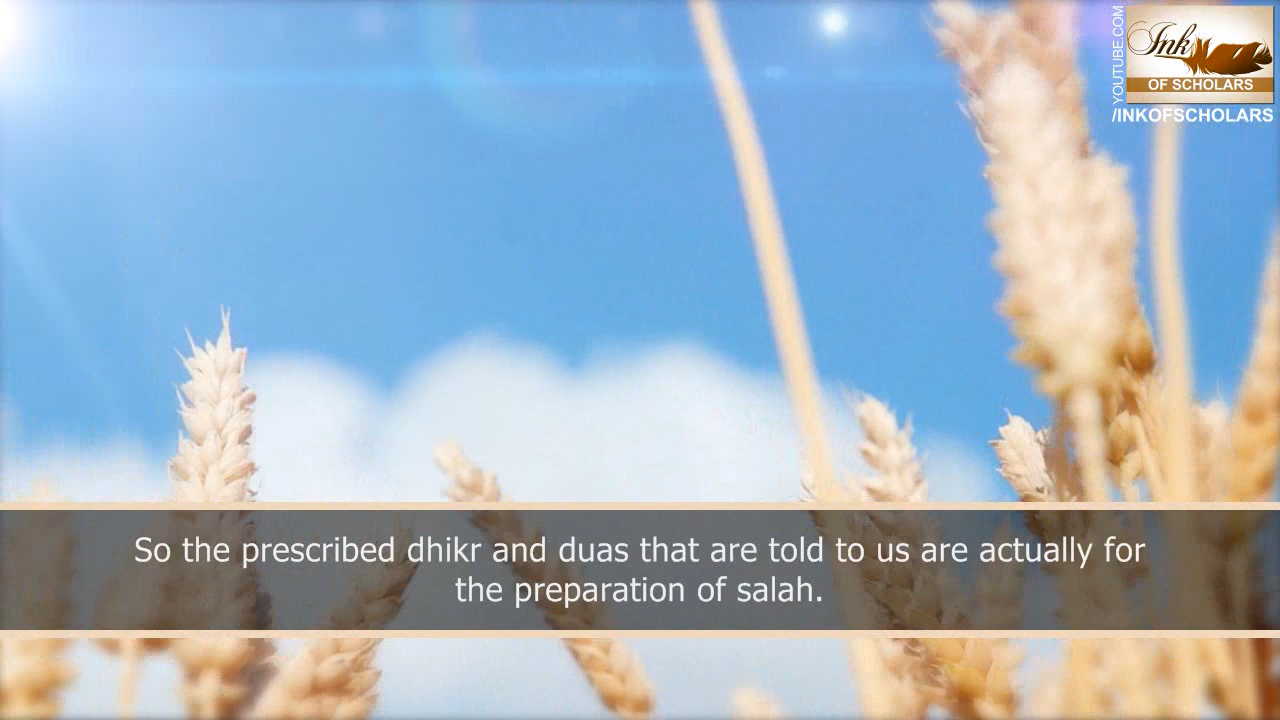 YOUTUBE.COM
Ink
OF SCHOLARS
/INKOFSCHOLARS
So the prescribed dhikr and duas that are told to us are actually for
the preparation of salah.